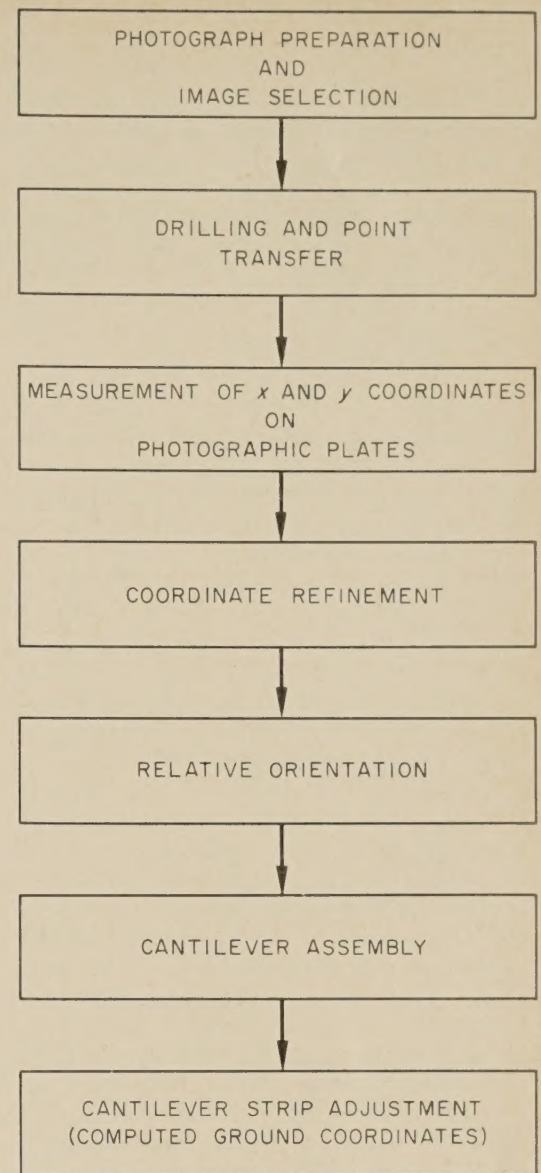 PHOTOGRAPH PREPARATION
AND
IMAGE SELECTION
DRILLING AND POINT
TRANSFER
MEASUREMENT OF x AND y COORDINATES
ON
PHOTOGRAPHIC PLATES
COORDINATE REFINEMENT
RELATIVE ORIENTATION
CANTILEVER ASSEMBLY
CANTILEVER STRIP ADJUSTMENT
(COMPUTED GROUND COORDINATES)